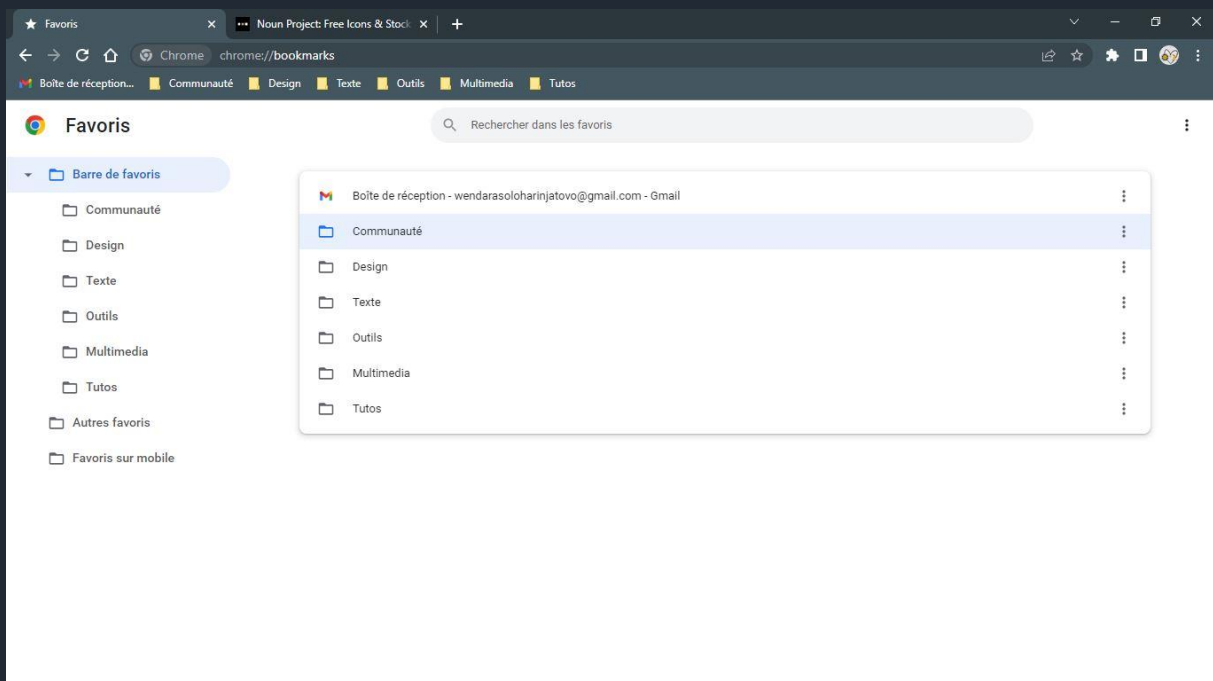 Favoris
Noun Project: Free Icons & Stock
Chrome chrome://bookmarks
Boîte de réception... Communauté Design Texte Outils Multimedia Tutos
Favoris
Rechercher dans les favoris
Barre de favoris
Communauté
Design
Texte
Outils
Multimedia
Tutos
Autres favoris
Favoris sur mobile
Boîte de réception - wendarasoloharinjatovo@gmail.com - Gmail
Communauté
Design
Texte
Outils
Multimedia
Tutos